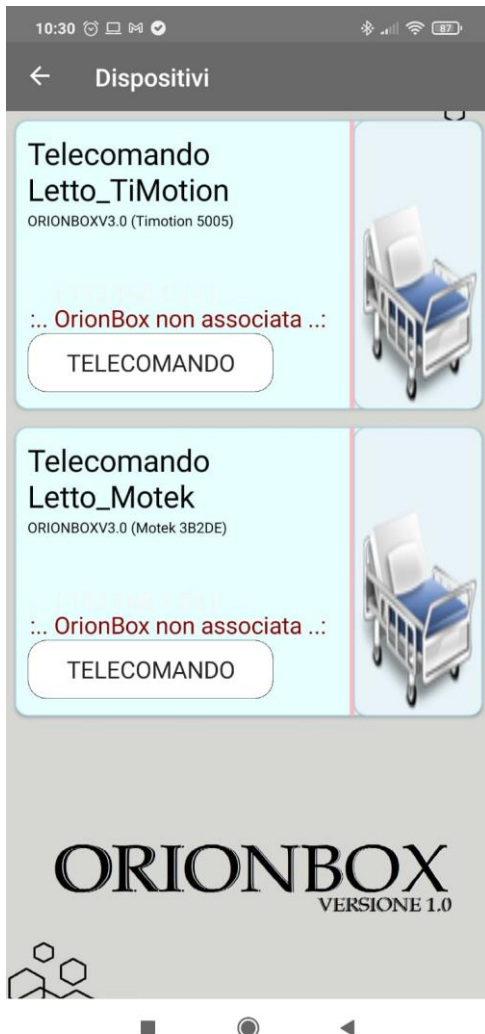 10:30
87
Dispositivi
Telecomando
Letto_TiMotion
ORIONBOXV3.0 (Timotion 5005)
:.. OrionBox non associata ..:
TELECOMANDO
Telecomando
Letto_Motek
ORIONBOXV3.0 (Motek 3B2DE)
:.. OrionBox non associata ..:
TELECOMANDO
ORIONBOX
VERSIONE 1.0